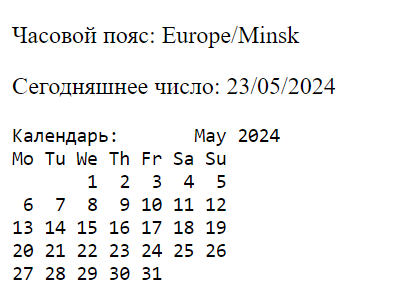 Часовой пояс: Europe/Minsk
Сегодняшнее число: 23/05/2024
Календарь:       May 2024
Mo Tu We Th Fr Sa Su
       1  2  3  4  5
 6  7  8  9 10 11 12
13 14 15 16 17 18 19
20 21 22 23 24 25 26
27 28 29 30 31